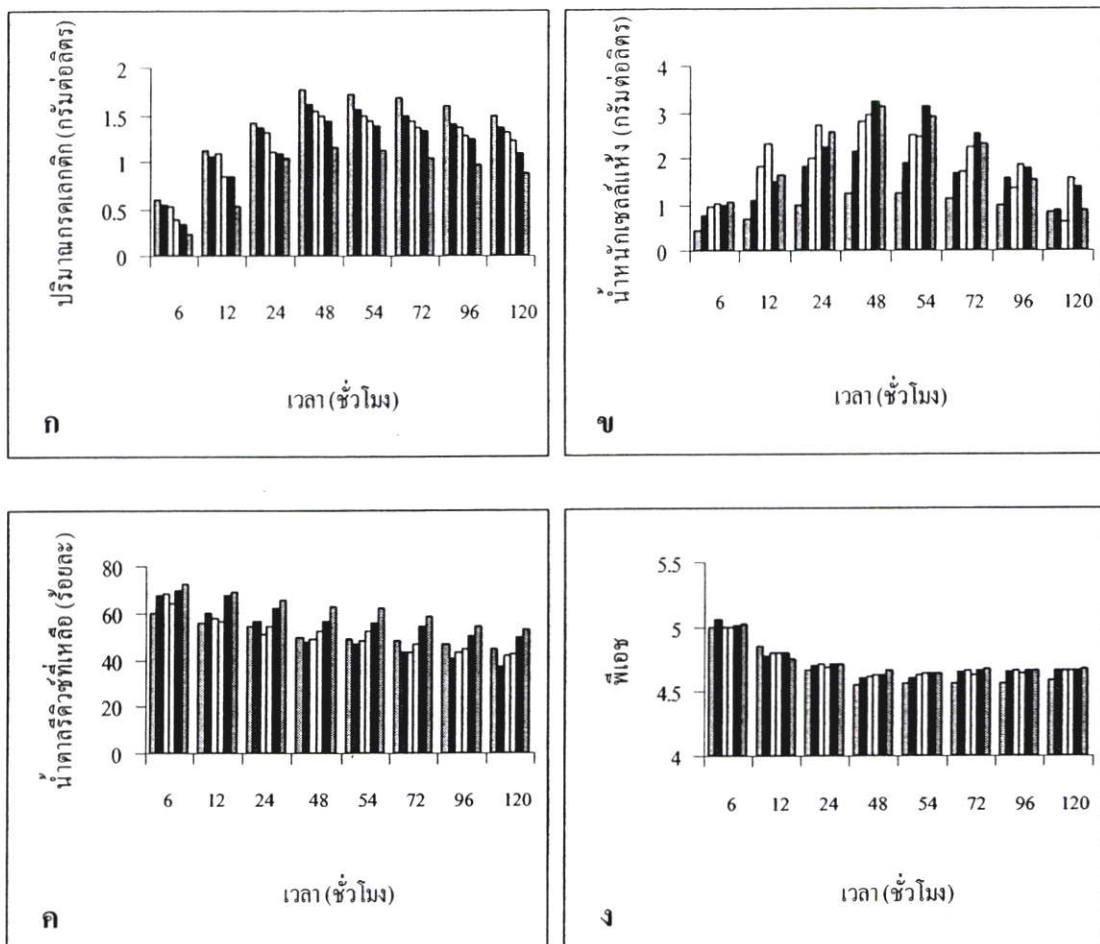 ปริมาณกรดแลกติก (กรัมต่อลิตร)
2
1.5
1
0.5
0
6 12 24 48 54 72 96 120
เวลา (ชั่วโมง)
ก
น้ำหนักเซลล์แห้ง (กรัมต่อลิตร)
4
3
2
1
0
6 12 24 48 54 72 96 120
เวลา (ชั่วโมง)
ข
น้ำตาลรีดิวซ์ที่เหลือ (ร้อยละ)
80
60
40
20
0
6 12 24 48 54 72 96 120
เวลา (ชั่วโมง)
ค
พีเอช
5.5
5
4.5
4
6 12 24 48 54 72 96 120
เวลา (ชั่วโมง)
ง